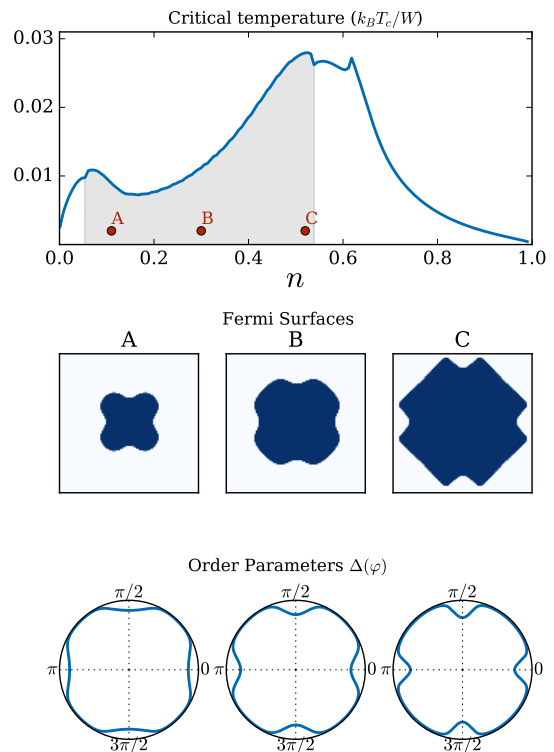 Critical temperature (k_BT_c/W)
0.03
0.02
0.01
A B C
0.0 0.2 0.4 0.6 0.8 1.0
n
Fermi Surfaces
A B C
Order Parameters Δ(φ)
π/2 π/2 π/2
π 0 π 0 π 0
3π/2 3π/2 3π/2